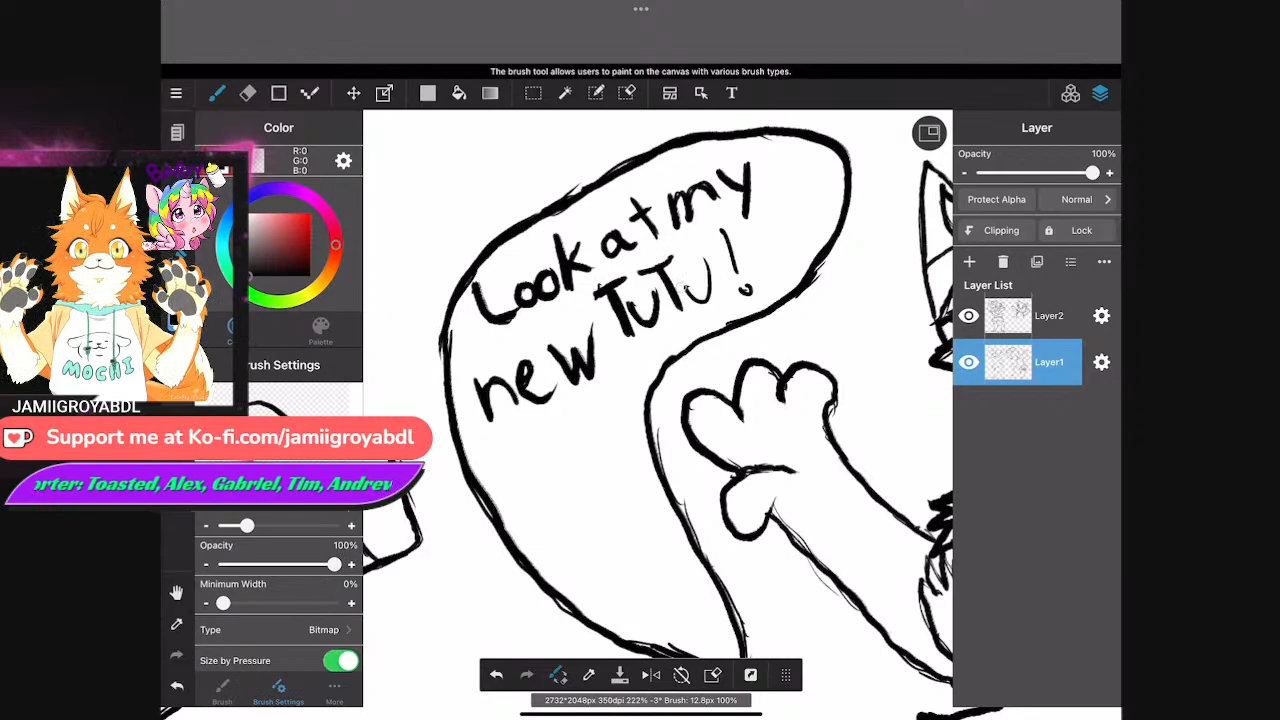 The brush tool allows users to paint on the canvas with various brush types.
T
Color
R:0
G:0
B:0
Palette
Brush Settings
MOCHI
JAMIIGROYABDL
Support me at Ko-fi.com/jamiigroyabdl
orter: Toasted, Alex, Gabriel, Tim, Andrew
- +
Opacity 100%
- +
Minimum Width 0%
- +
Type Bitmap >
Size by Pressure
Brush Brush Settings More
Look at my
new TuTu!
2732*2048px 350dpi 222% -3° Brush: 12.8px 100%
Layer
Opacity 100%
- +
Protect Alpha Normal >
Clipping Lock
Layer List
Layer2
Layer1